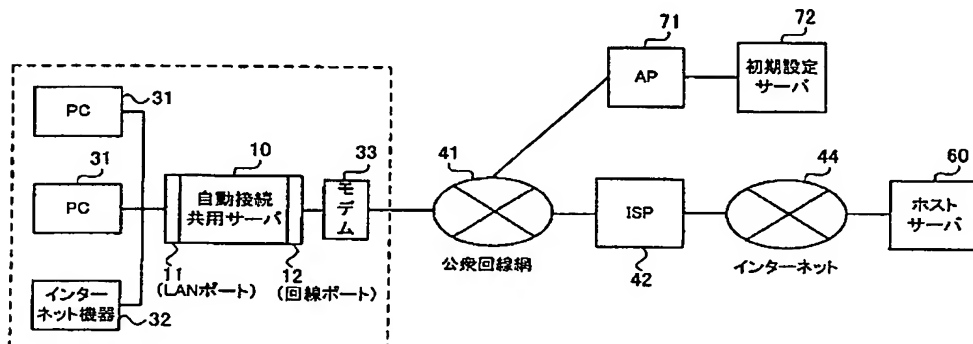 PC
31
PC
31
インター
ネット機器
32
10
自動接続
共用サーバ
11
(LANポート)
12
(回線ポート)
33
モデム
41
公衆回線網
71
AP
72
初期設定
サーバ
ISP
42
44
インターネット
60
ホスト
サーバ